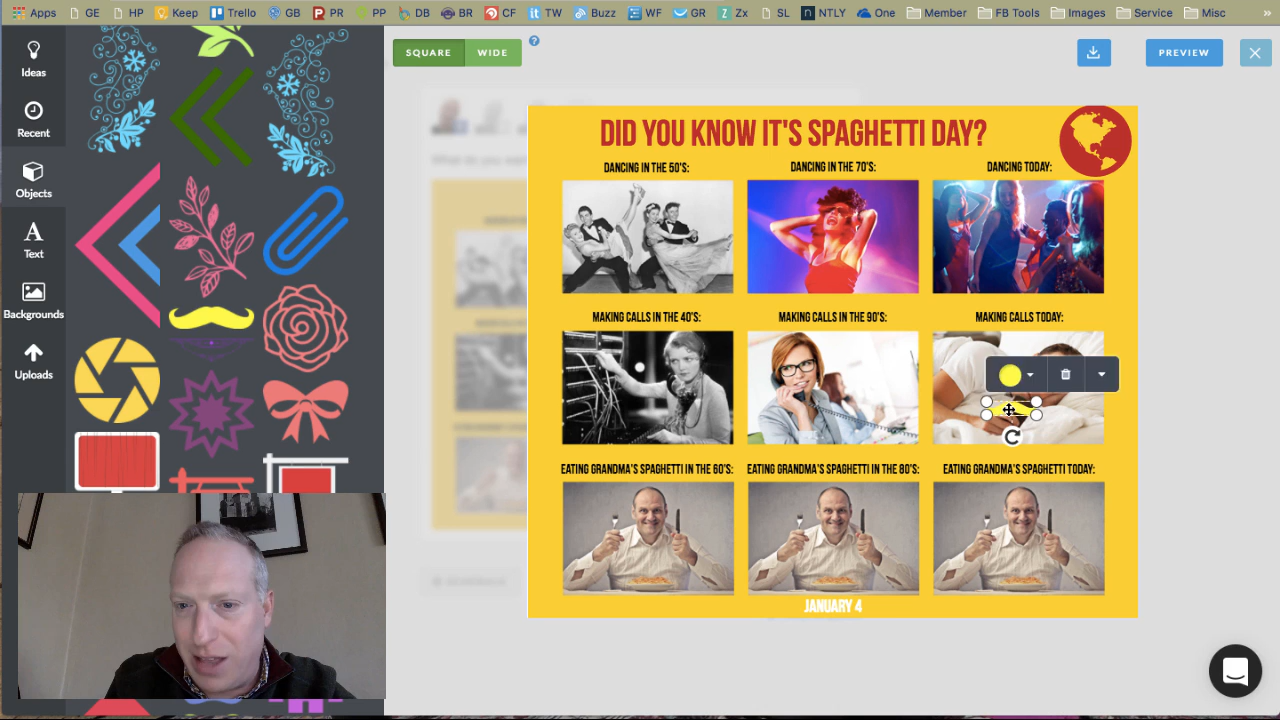 Apps GE HP Keep Trello GB PR PP DB BR CF TW Buzz WF GR Zx SL NTLY One Member FB Tools Images Service Misc »
Ideas
Recent
Objects
Text
Backgrounds
Uploads
SQUARE WIDE ?
PREVIEW
DID YOU KNOW IT'S SPAGHETTI DAY?
DANCING IN THE 50'S: DANCING IN THE 70'S: DANCING TODAY:
MAKING CALLS IN THE 40'S: MAKING CALLS IN THE 90'S: MAKING CALLS TODAY:
EATING GRANDMA'S SPAGHETTI IN THE 60'S: EATING GRANDMA'S SPAGHETTI IN THE 80'S: EATING GRANDMA'S SPAGHETTI TODAY:
JANUARY 4